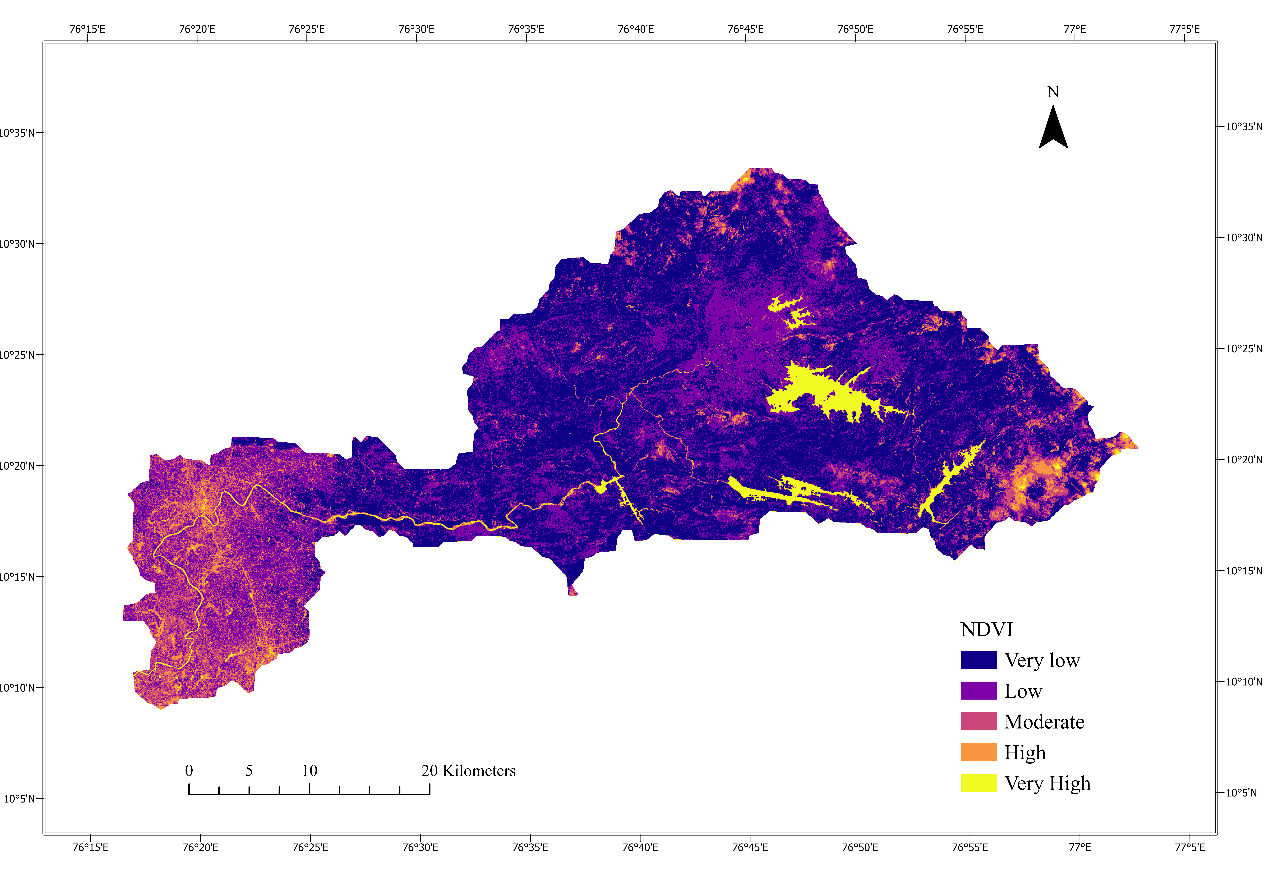 76°15'E 76°20'E 76°25'E 76°30'E 76°35'E 76°40'E 76°45'E 76°50'E 76°55'E 77°E 77°5'E
N
10°35'N 10°35'N
10°30'N 10°30'N
10°25'N 10°25'N
10°20'N 10°20'N
10°15'N 10°15'N
NDVI
Very low
10°10'N 10°10'N
Low
Moderate
High
0 5 10 20 Kilometers
Very High
10°5'N 10°5'N
76°15'E 76°20'E 76°25'E 76°30'E 76°35'E 76°40'E 76°45'E 76°50'E 76°55'E 77°E 77°5'E